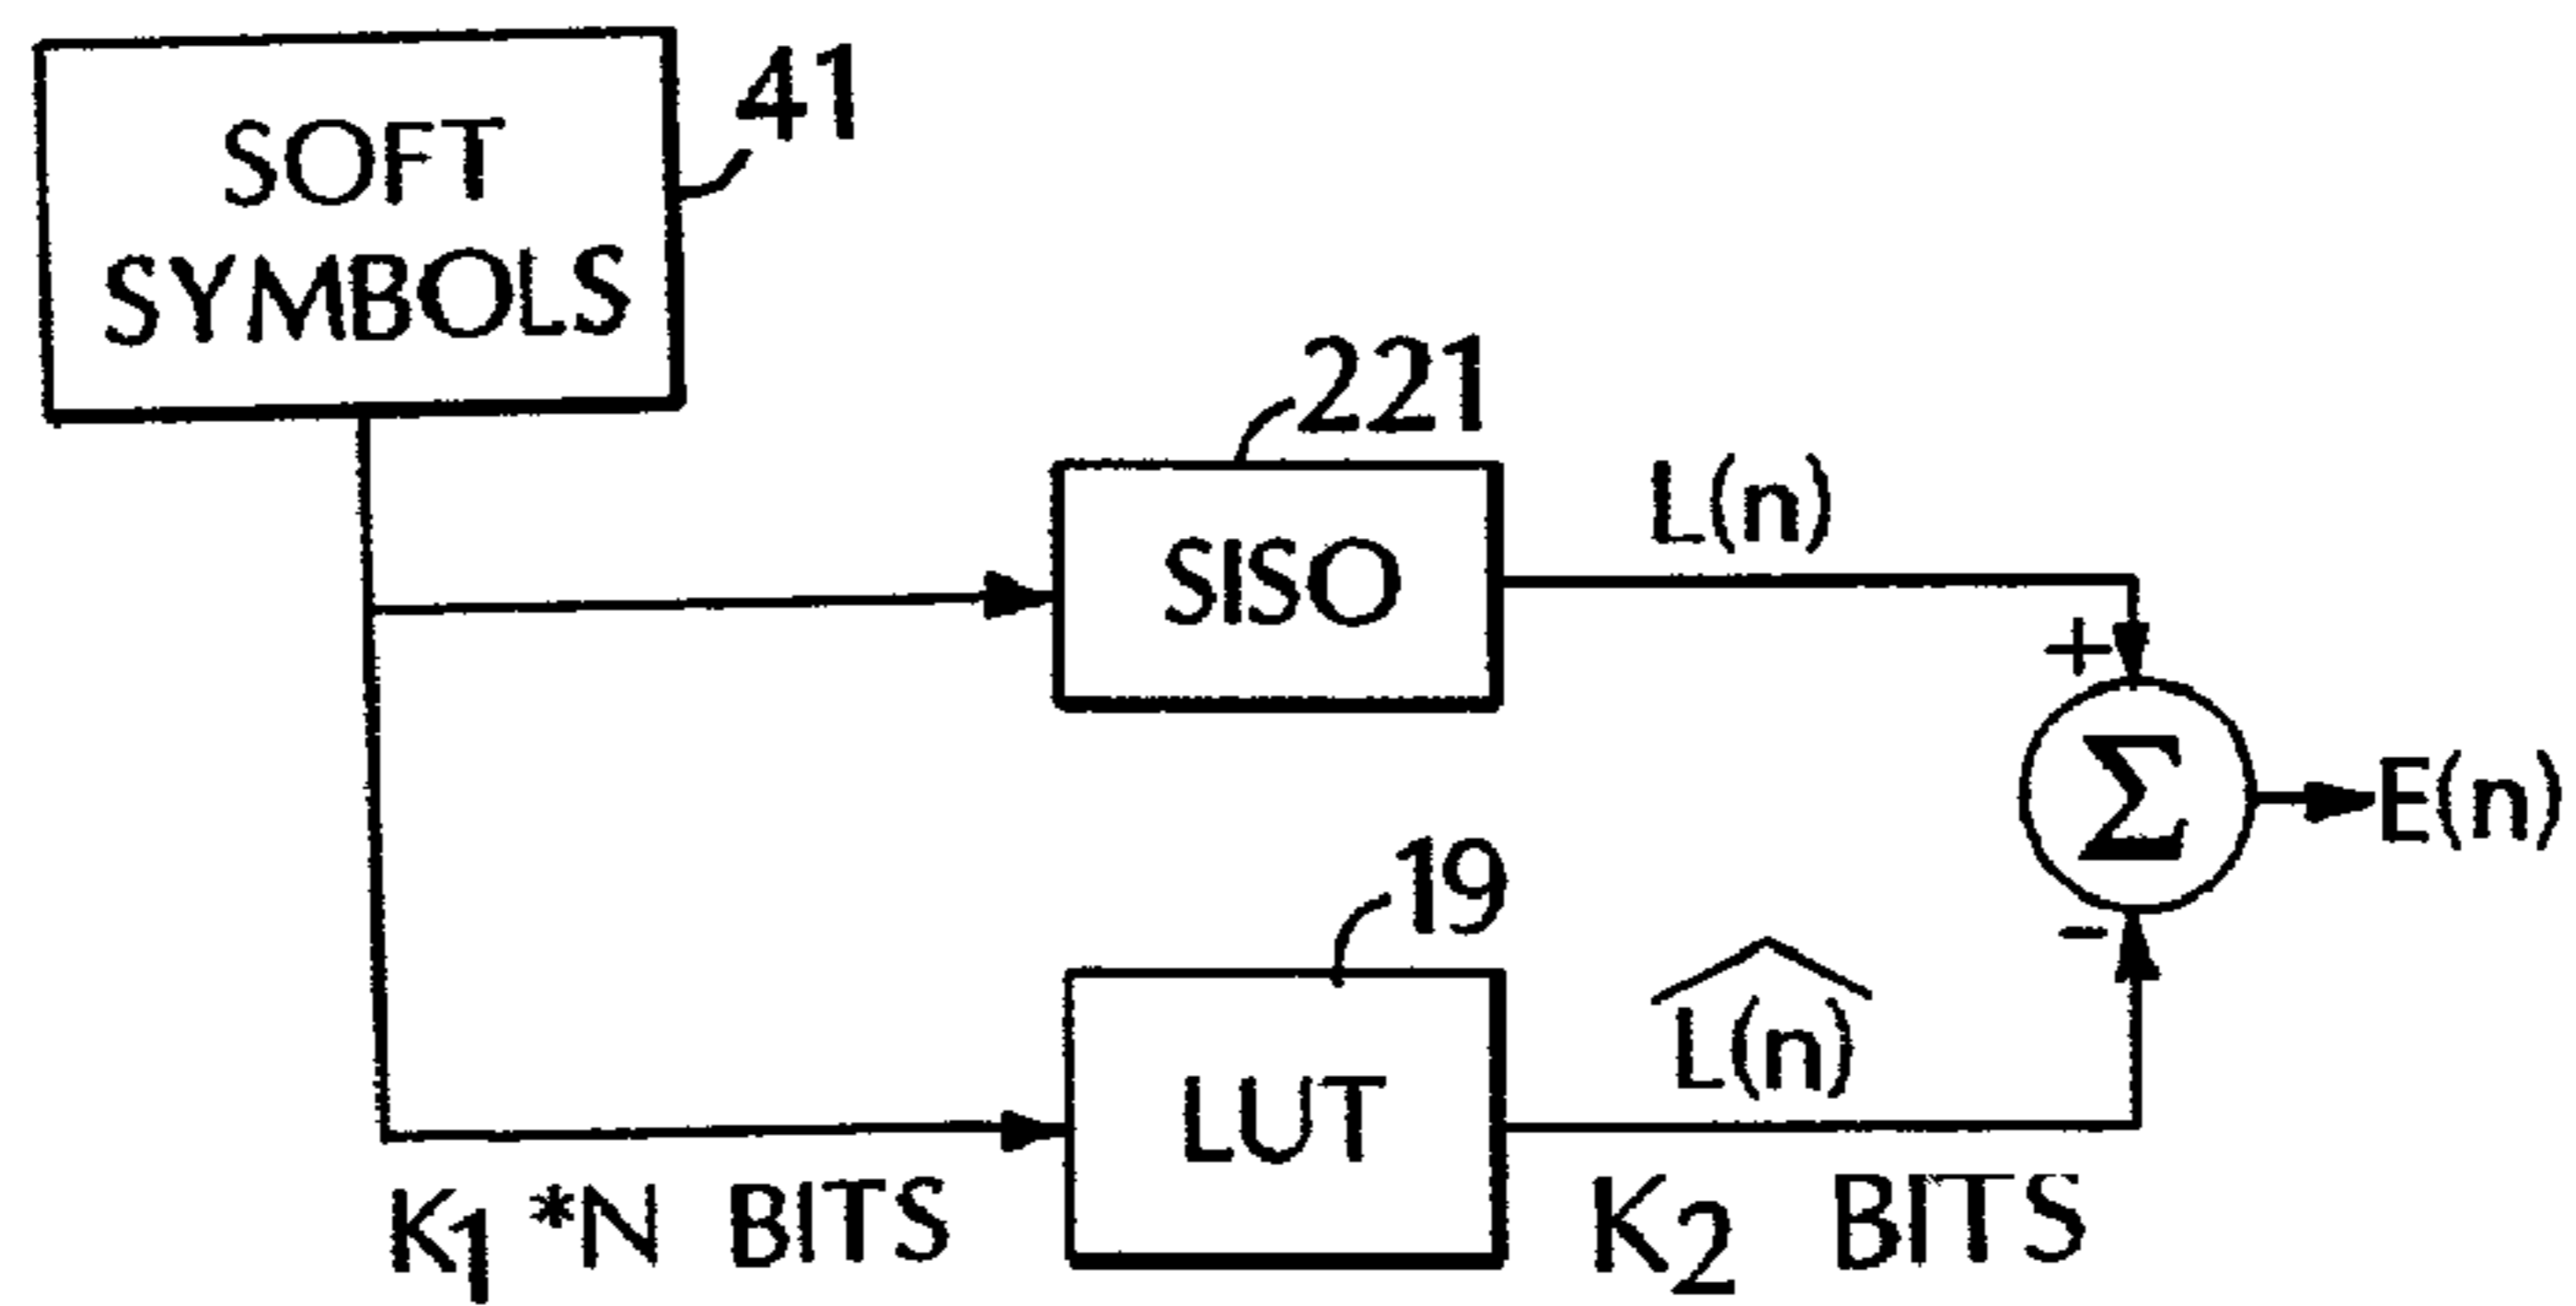 SOFT
SYMBOLS
41
221
SISO
L(n)
+
Σ
E(n)
-
19
LUT
L(n)^
K₁ *N BITS
K₂ BITS